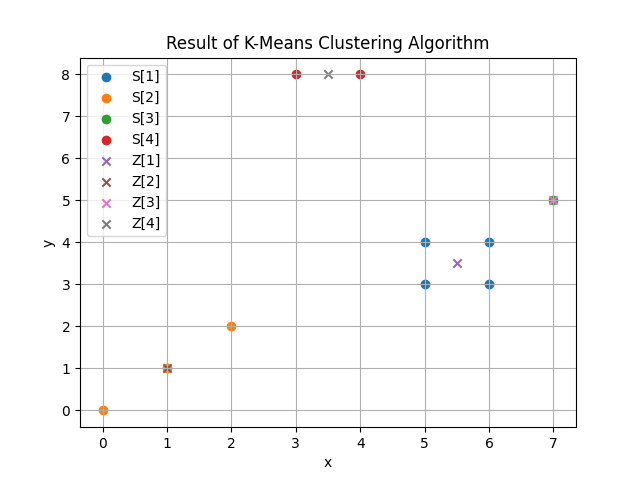 Result of K-Means Clustering Algorithm
S[1]
S[2]
S[3]
S[4]
Z[1]
Z[2]
Z[3]
Z[4]
8
7
6
5
4
3
2
1
0
y
0 1 2 3 4 5 6 7
x